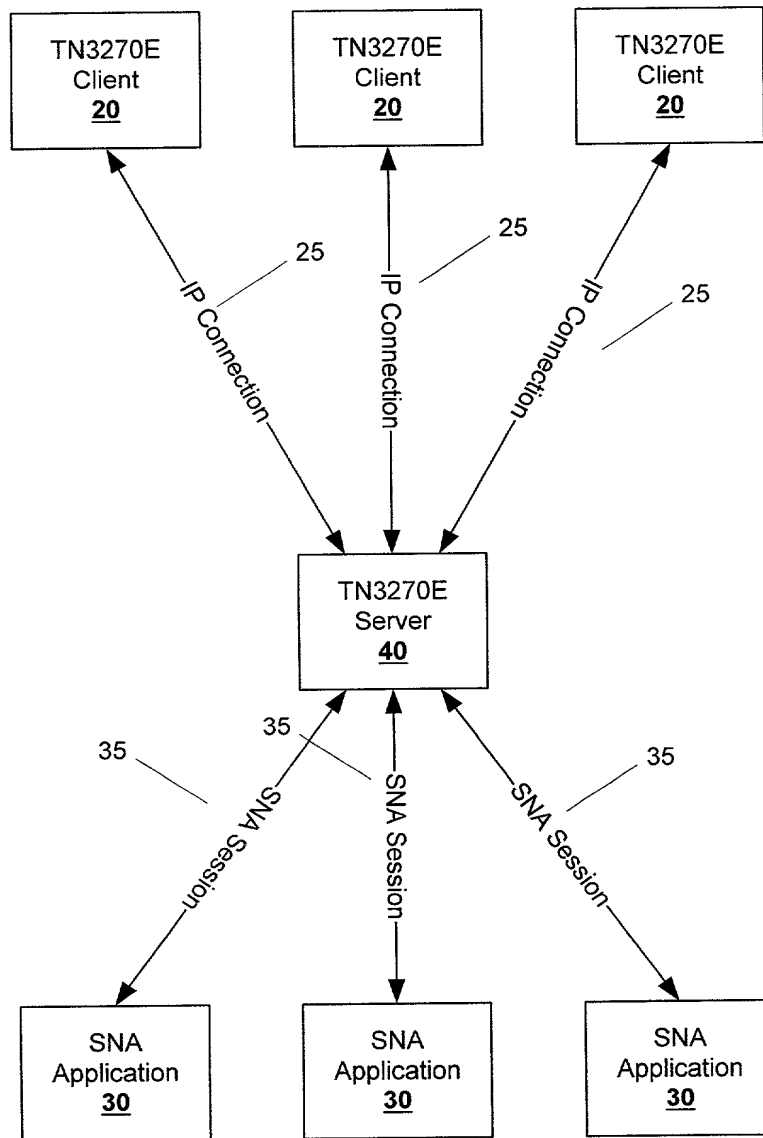 TN3270E
Client
20
TN3270E
Client
20
TN3270E
Client
20
25
25
25
IP Connection
IP Connection
IP Connection
TN3270E
Server
40
35
35
35
SNA Session
SNA Session
SNA Session
SNA
Application
30
SNA
Application
30
SNA
Application
30